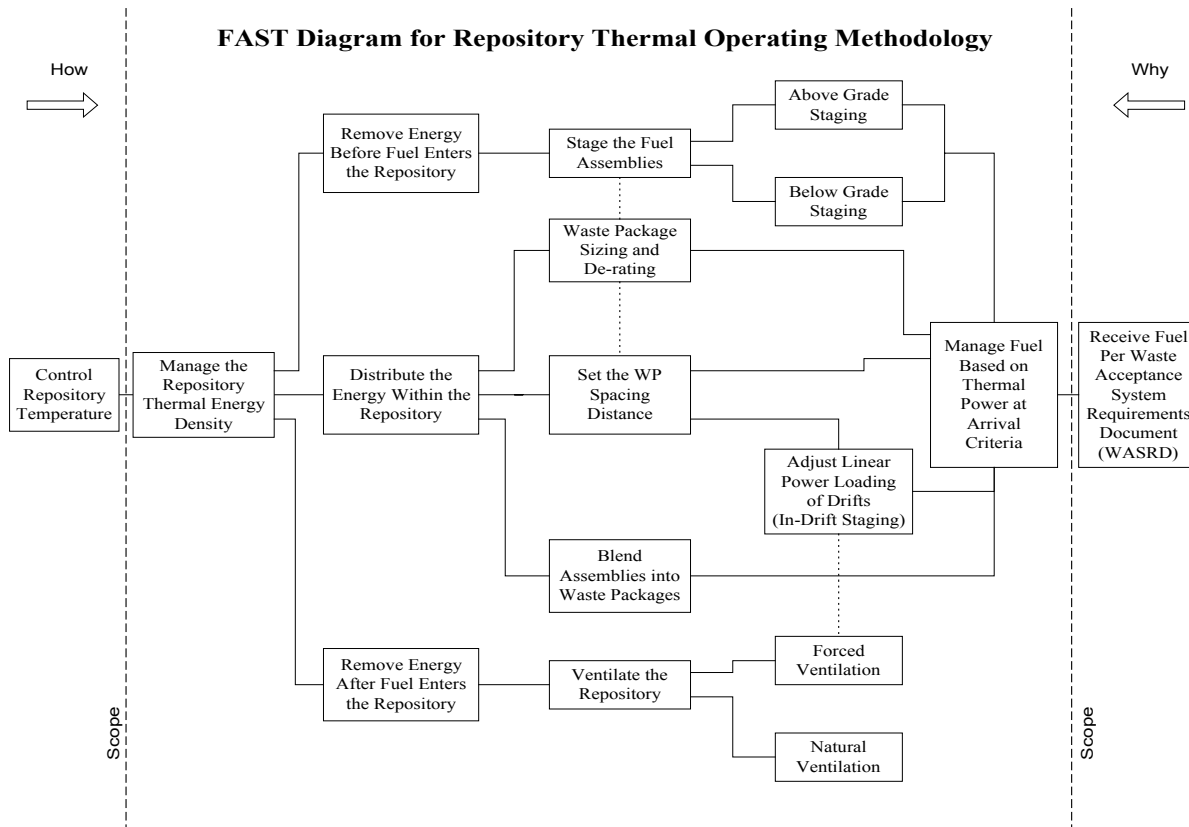 FAST Diagram for Repository Thermal Operating Methodology
How
Why
Above Grade
Staging
Remove Energy
Before Fuel Enters
the Repository
Stage the Fuel
Assemblies
Below Grade
Staging
Waste Package
Sizing and
De-rating
Control
Repository
Temperature
Manage the
Repository
Thermal Energy
Density
Distribute the
Energy Within the
Repository
Set the WP
Spacing
Distance
Manage Fuel
Based on
Thermal
Power at
Arrival
Criteria
Receive Fuel
Per Waste
Acceptance
System
Requirements
Document
(WASRD)
Adjust Linear
Power Loading
of Drifts
(In-Drift Staging)
Blend
Assemblies into
Waste Packages
Remove Energy
After Fuel Enters
the Repository
Ventilate the
Repository
Forced
Ventilation
Natural
Ventilation
Scope
Scope